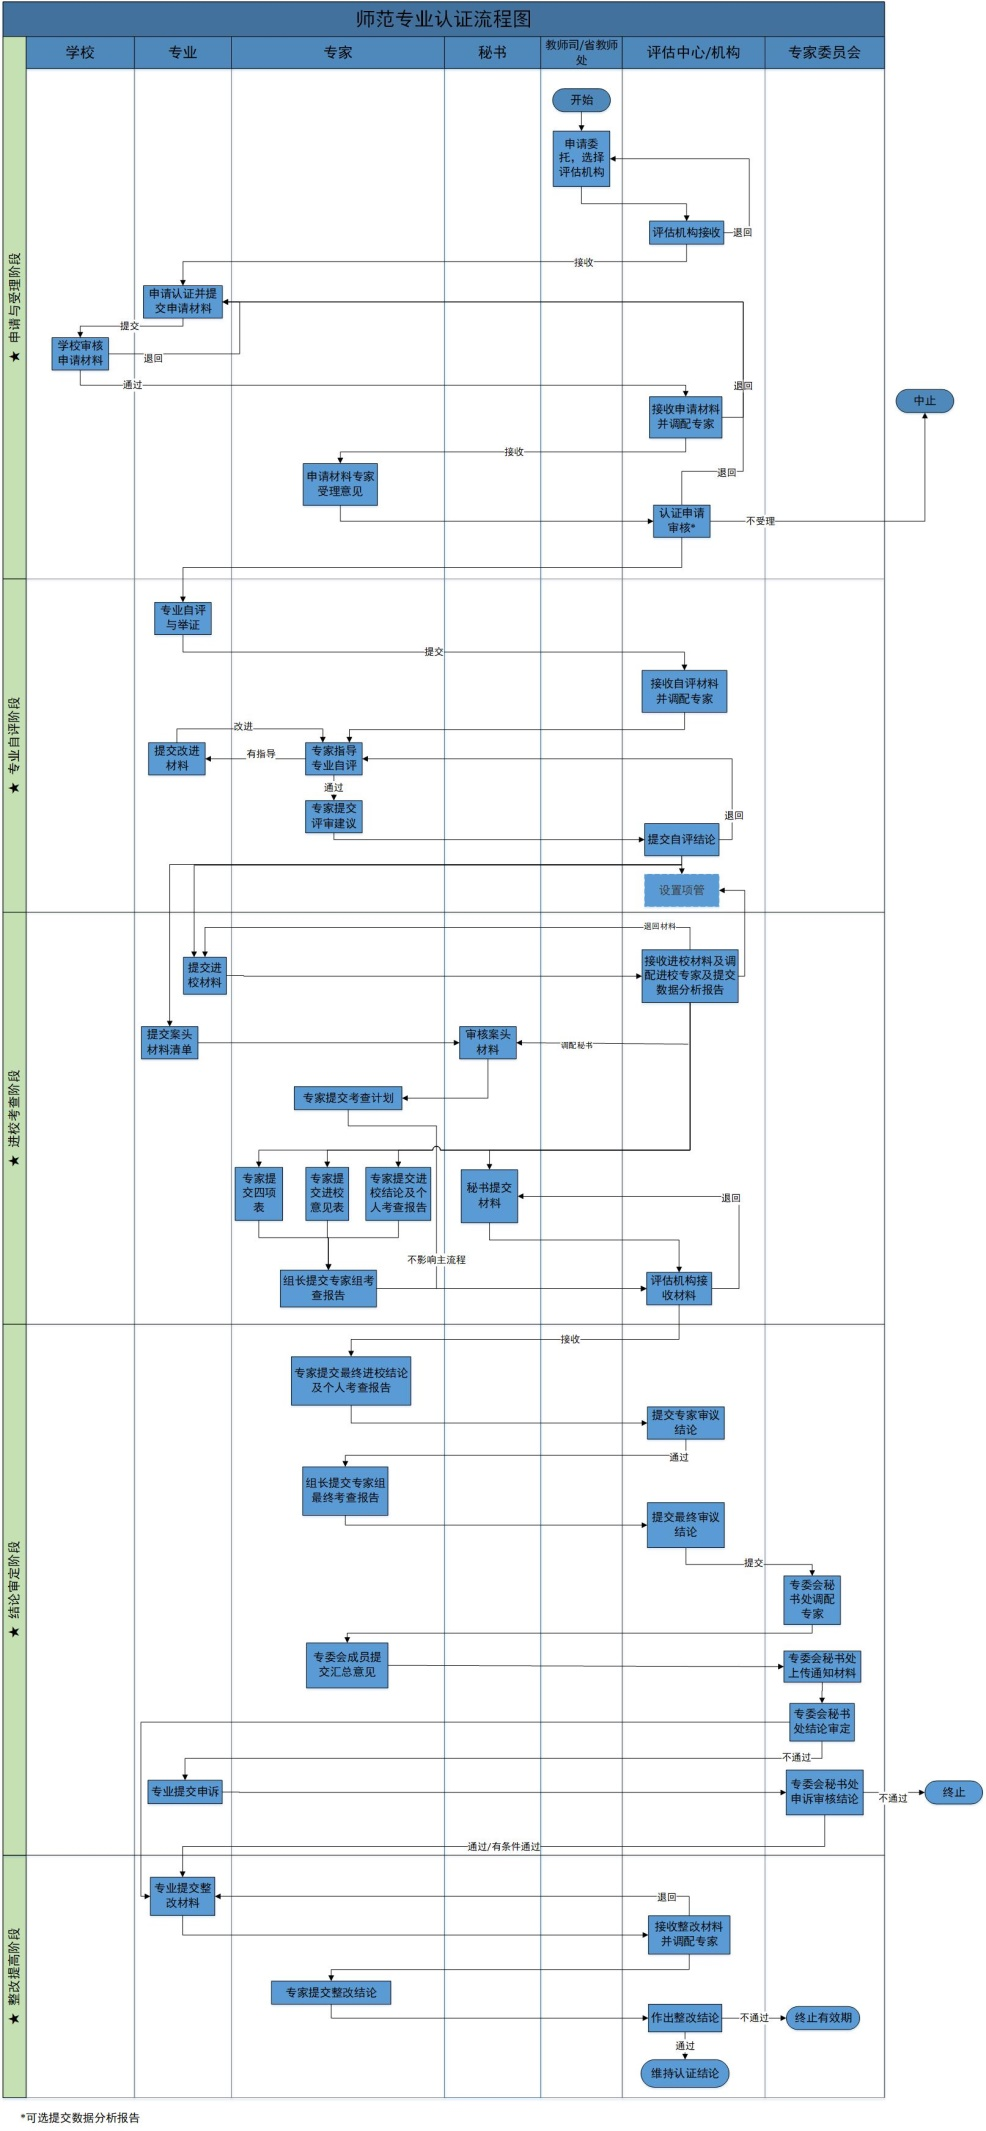 师范专业认证流程图
学校
专业
专家
秘书
教师司/省教师
处
评估中心/机构
专家委员会
★ 申请与受理阶段
开始
申请委
托，选择
评估机构
评估机构接收
退回
接收
申请认证并提
交申请材料
提交
学校审核
申请材料
退回
通过
退回
接收申请材料
并调配专家
中止
接收
申请材料专家
受理意见
退回
认证申请
审核*
不受理
★ 专业自评阶段
专业自评
与举证
提交
接收自评材料
并调配专家
改进
提交改进
材料
有指导
专家指导
专业自评
通过
专家提交
评审建议
退回
提交自评结论
设置项管
★ 进校考查阶段
退回材料
提交进
校材料
接收进校材料及调
配进校专家及提交
数据分析报告
提交案头
材料清单
审核案头
材料
调配秘书
专家提交考查计划
专家提
交四项
表
专家提
交进校
意见表
专家提交进
校结论及个
人考查报告
秘书提交
材料
退回
不影响主流程
组长提交专家组考
查报告
评估机构接
收材料
★ 结论审定阶段
接收
专家提交最终进校结论
及个人考查报告
提交专家审议
结论
通过
组长提交专家组
最终考查报告
提交最终审议
结论
提交
专委会秘
书处调配
专家
专委会成员提
交汇总意见
专委会秘书处
上传通知材料
专委会秘书
处结论审定
不通过
专业提交申诉
专委会秘书处
申诉审核结论
不通过
终止
通过/有条件通过
★ 整改提高阶段
专业提交整
改材料
退回
接收整改材料
并调配专家
专家提交整改结论
作出整改结论
不通过
终止有效期
通过
维持认证结论
*可选提交数据分析报告